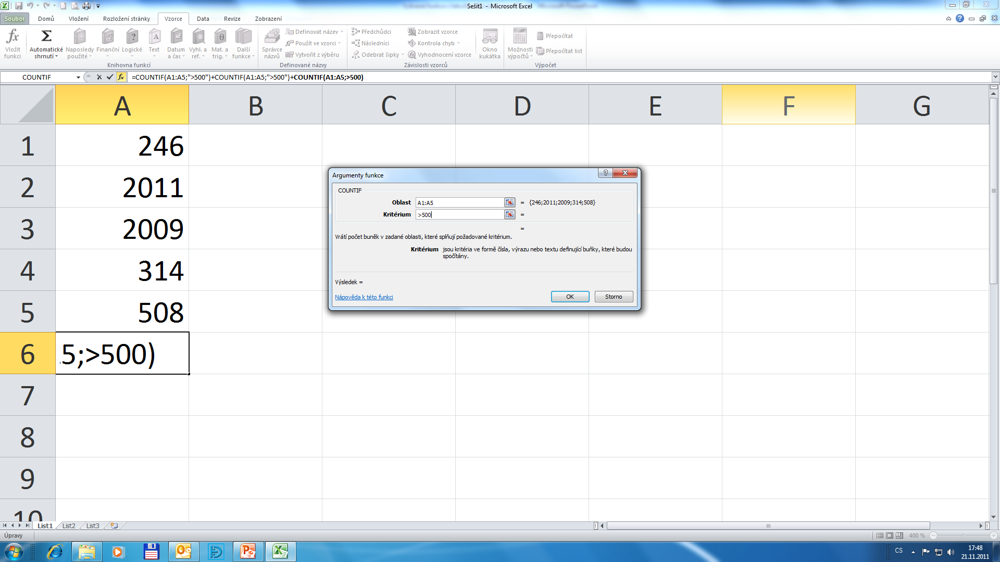 Sešit1 - Microsoft Excel
Soubor Domů Vložení Rozložení stránky Vzorce Data Revize Zobrazení
Vložit funkci
Automatické shrnutí
Naposledy použité
Finanční
Logické
Text
Datum a čas
Vyhl. a ref.
Mat. a trig.
Další funkce
Knihovna funkcí
Správce názvů
Definovat název
Použít ve vzorci
Vytvořit z výběru
Definované názvy
Předchůdci
Následníci
Odebrat šipky
Zobrazit vzorce
Kontrola chyb
Vyhodnocení vzorce
Závislosti vzorců
Okno kukátka
Možnosti výpočtů
Přepočítat
Přepočítat list
Výpočet
COUNTIF =COUNTIF(A1:A5;">500")+COUNTIF(A1:A5;">500")+COUNTIF(A1:A5;>500)
A B C D E F G
1 246
2 2011
3 2009
4 314
5 508
6 5;>500)
7
8
9
10
Argumenty funkce
COUNTIF
Oblast A1:A5 = {246;2011;2009;314;508}
Kritérium >500 =
=
Vrátí počet buněk v zadané oblasti, které splňují požadované kritérium.
Kritérium jsou kritéria ve formě čísla, výrazu nebo textu definující buňky, které budou
spočítány.
Výsledek =
Nápověda k této funkci OK Storno
List1 List2 List3
Úpravy 400 %
CS 17:48
21.11.2011